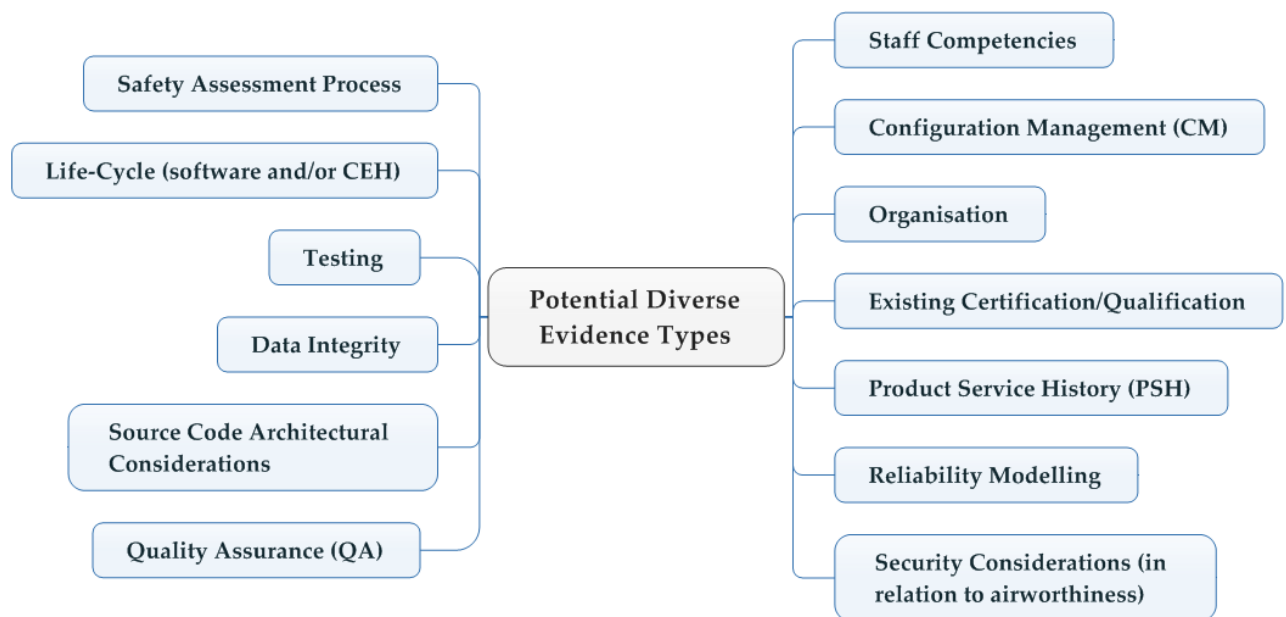 Potential Diverse
Evidence Types
Safety Assessment Process
Life-Cycle (software and/or CEH)
Testing
Data Integrity
Source Code Architectural
Considerations
Quality Assurance (QA)
Staff Competencies
Configuration Management (CM)
Organisation
Existing Certification/Qualification
Product Service History (PSH)
Reliability Modelling
Security Considerations (in
relation to airworthiness)